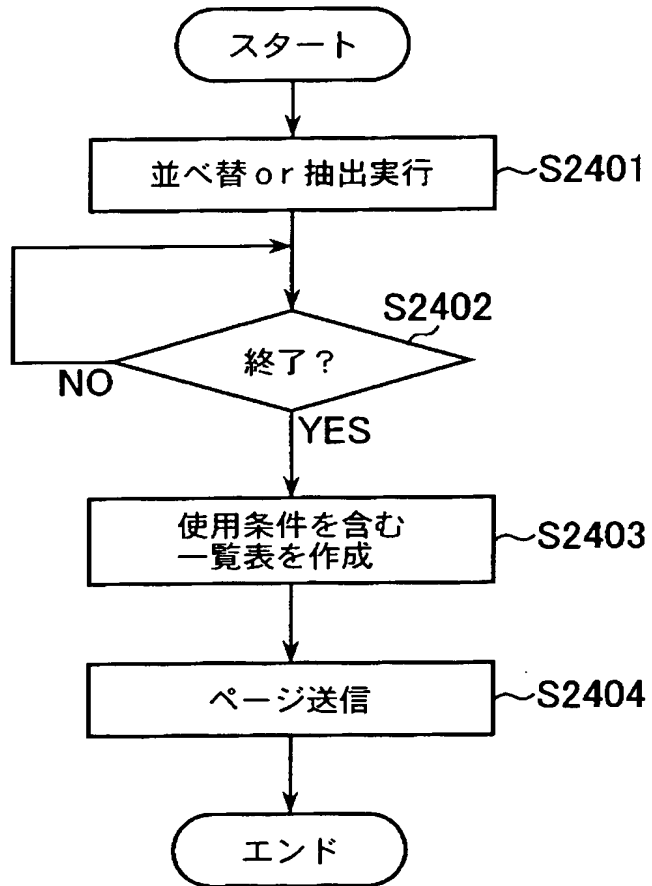 スタート
並べ替or抽出実行
S2401
S2402
終了?
NO
YES
使用条件を含む
一覧表を作成
S2403
ページ送信
S2404
エンド